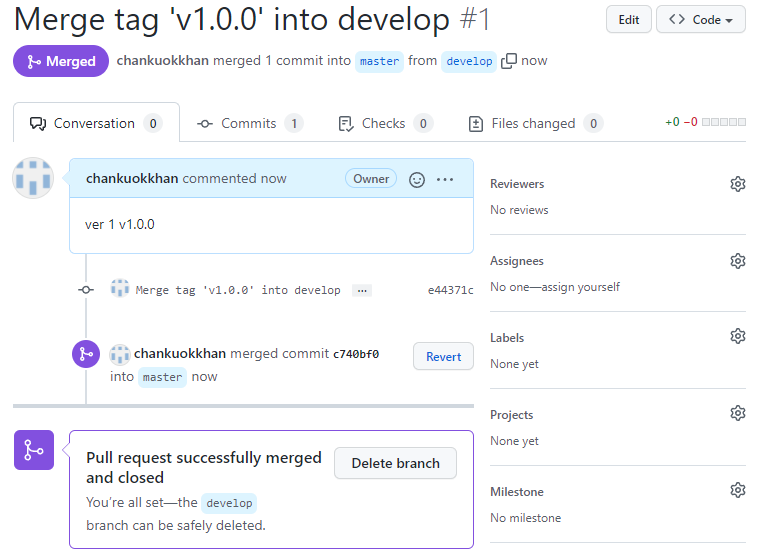 Merge tag 'v1.0.0' into develop #1
Edit
Code
Merged
chankuokkhan merged 1 commit into master from develop now
Conversation 0
Commits 1
Checks 0
Files changed 0
+0 −0
chankuokkhan commented now
Owner
ver 1 v1.0.0
Merge tag 'v1.0.0' into develop
e44371c
chankuokkhan merged commit c740bf0
into master now
Revert
Pull request successfully merged
and closed
You're all set—the develop
branch can be safely deleted.
Delete branch
Reviewers
No reviews
Assignees
No one—assign yourself
Labels
None yet
Projects
None yet
Milestone
No milestone